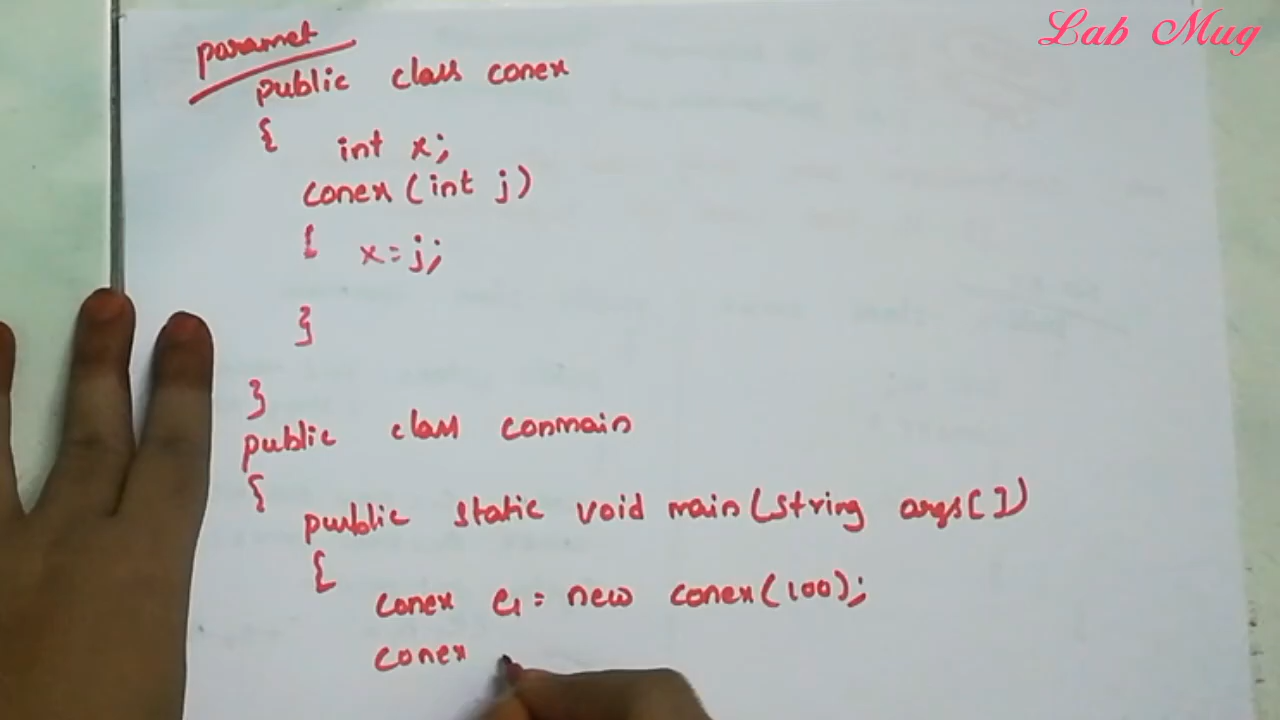 Lab Mug
paramet
public class conex
{ int x;
conex (int j)
{ x=j;
}
}
public class conmain
{
public static void main(string args[])
{
conex e1 = new conex(100);
conex